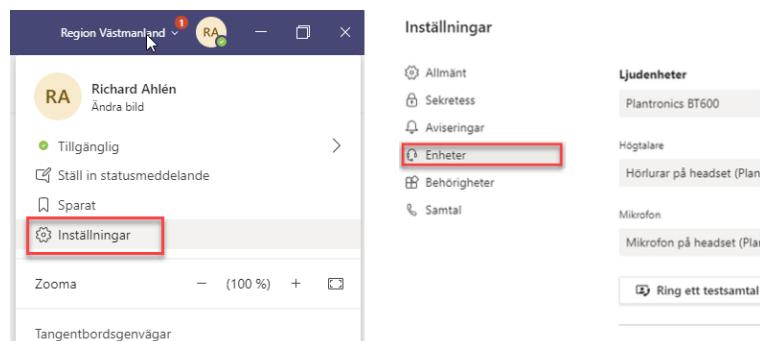 Region Västmanland
1
RA
RA
Richard Ahlén
Ändra bild
Tillgänglig
Ställ in statusmeddelande
Sparat
Inställningar
Zooma
— (100 %) +
Tangentbordsgenvägar
Inställningar
Allmänt
Sekretess
Aviseringar
Enheter
Behörigheter
Samtal
Ljudenheter
Plantronics BT600
Högtalare
Hörlurar på headset (Plan
Mikrofon
Mikrofon på headset (Plan
Ring ett testsamtal